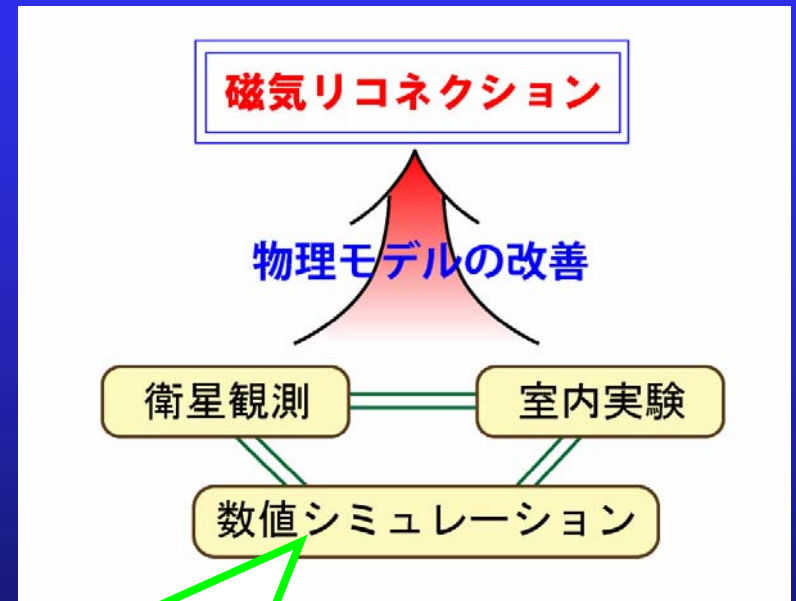 磁気リコネクション
物理モデルの改善
衛星観測
室内実験
数値シミュレーション